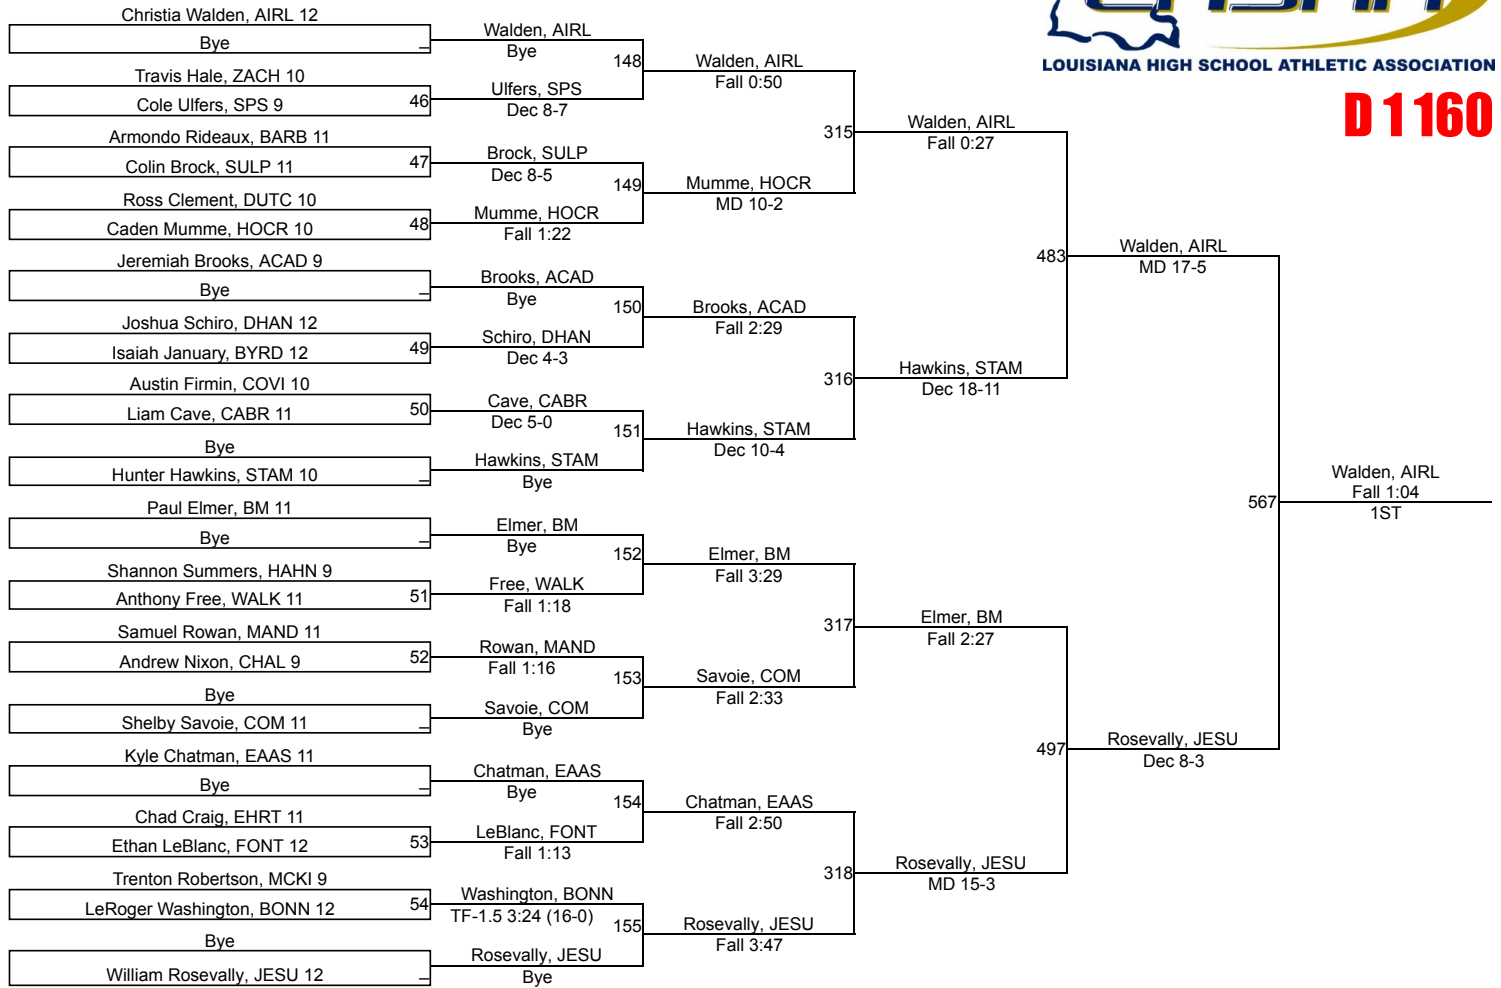 LHSAA
LOUISIANA HIGH SCHOOL ATHLETIC ASSOCIATION
D 1 160
Christia Walden, AIRL 12
Bye
_
Travis Hale, ZACH 10
Cole Ulfers, SPS 9
46
Armondo Rideaux, BARB 11
Colin Brock, SULP 11
47
Ross Clement, DUTC 10
Caden Mumme, HOCR 10
48
Jeremiah Brooks, ACAD 9
Bye
_
Joshua Schiro, DHAN 12
Isaiah January, BYRD 12
49
Austin Firmin, COVI 10
Liam Cave, CABR 11
50
Bye
Hunter Hawkins, STAM 10
_
Paul Elmer, BM 11
Bye
_
Shannon Summers, HAHN 9
Anthony Free, WALK 11
51
Samuel Rowan, MAND 11
Andrew Nixon, CHAL 9
52
Bye
Shelby Savoie, COM 11
_
Kyle Chatman, EAAS 11
Bye
_
Chad Craig, EHRT 11
Ethan LeBlanc, FONT 12
53
Trenton Robertson, MCKI 9
LeRoger Washington, BONN 12
54
Bye
William Rosevally, JESU 12
_
Walden, AIRL
Bye
148
Ulfers, SPS
Dec 8-7
Brock, SULP
Dec 8-5
149
Mumme, HOCR
Fall 1:22
Brooks, ACAD
Bye
150
Schiro, DHAN
Dec 4-3
Cave, CABR
Dec 5-0
151
Hawkins, STAM
Bye
Elmer, BM
Bye
152
Free, WALK
Fall 1:18
Rowan, MAND
Fall 1:16
153
Savoie, COM
Bye
Chatman, EAAS
Bye
154
LeBlanc, FONT
Fall 1:13
Washington, BONN
TF-1.5 3:24 (16-0)
155
Rosevally, JESU
Bye
Walden, AIRL
Fall 0:50
315
Mumme, HOCR
MD 10-2
Brooks, ACAD
Fall 2:29
316
Hawkins, STAM
Dec 10-4
Elmer, BM
Fall 3:29
317
Savoie, COM
Fall 2:33
Chatman, EAAS
Fall 2:50
318
Rosevally, JESU
Fall 3:47
Walden, AIRL
Fall 0:27
483
Hawkins, STAM
Dec 18-11
Elmer, BM
Fall 2:27
497
Rosevally, JESU
MD 15-3
Walden, AIRL
MD 17-5
567
Rosevally, JESU
Dec 8-3
Walden, AIRL
Fall 1:04
1ST